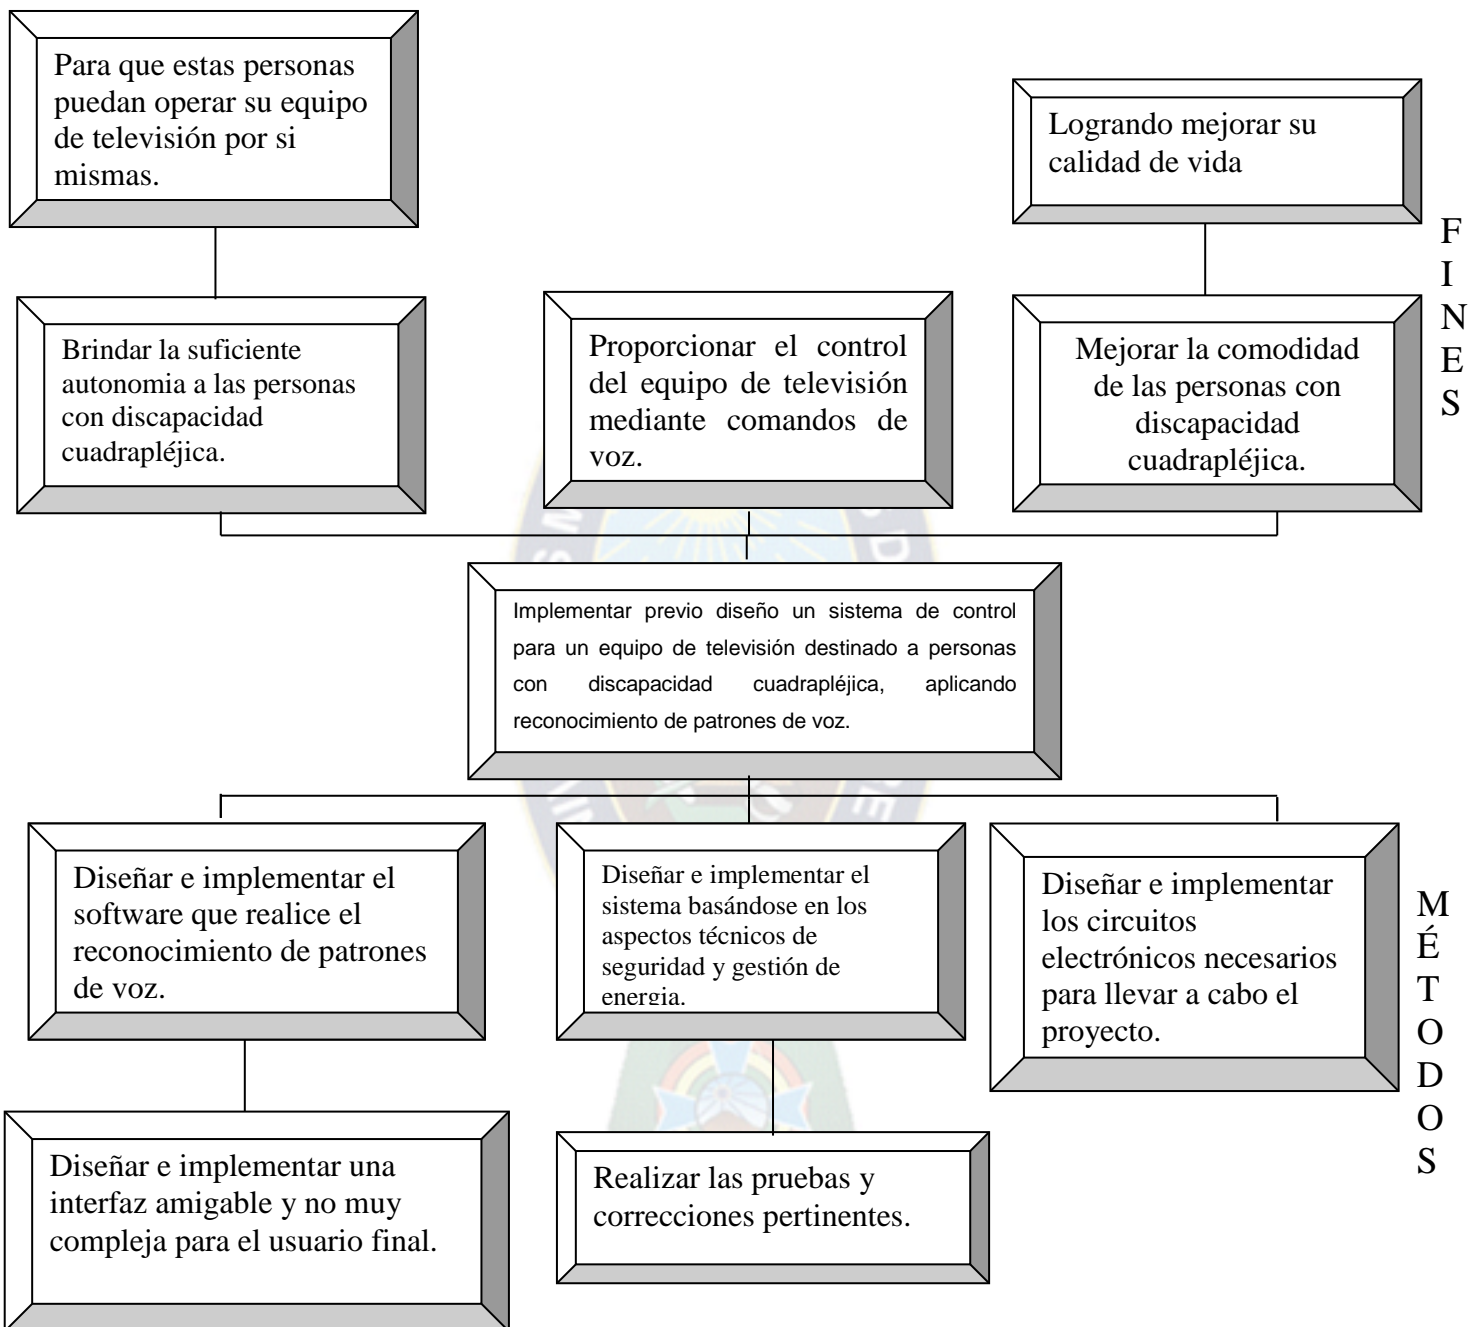 Para que estas personas
puedan operar su equipo
de televisión por si
mismas.
Logrando mejorar su
calidad de vida
F
I
N
E
S
Brindar la suficiente
autonomia a las personas
con discapacidad
cuadrapléjica.
Proporcionar el control
del equipo de televisión
mediante comandos de
voz.
Mejorar la comodidad
de las personas con
discapacidad
cuadrapléjica.
Implementar previo diseño un sistema de control
para un equipo de televisión destinado a personas
con discapacidad cuadrapléjica, aplicando
reconocimiento de patrones de voz.
Diseñar e implementar el
software que realice el
reconocimiento de patrones
de voz.
Diseñar e implementar el
sistema basándose en los
aspectos técnicos de
seguridad y gestión de
energia.
Diseñar e implementar
los circuitos
electrónicos necesarios
para llevar a cabo el
proyecto.
M
É
T
O
D
O
S
Diseñar e implementar una
interfaz amigable y no muy
compleja para el usuario final.
Realizar las pruebas y
correcciones pertinentes.